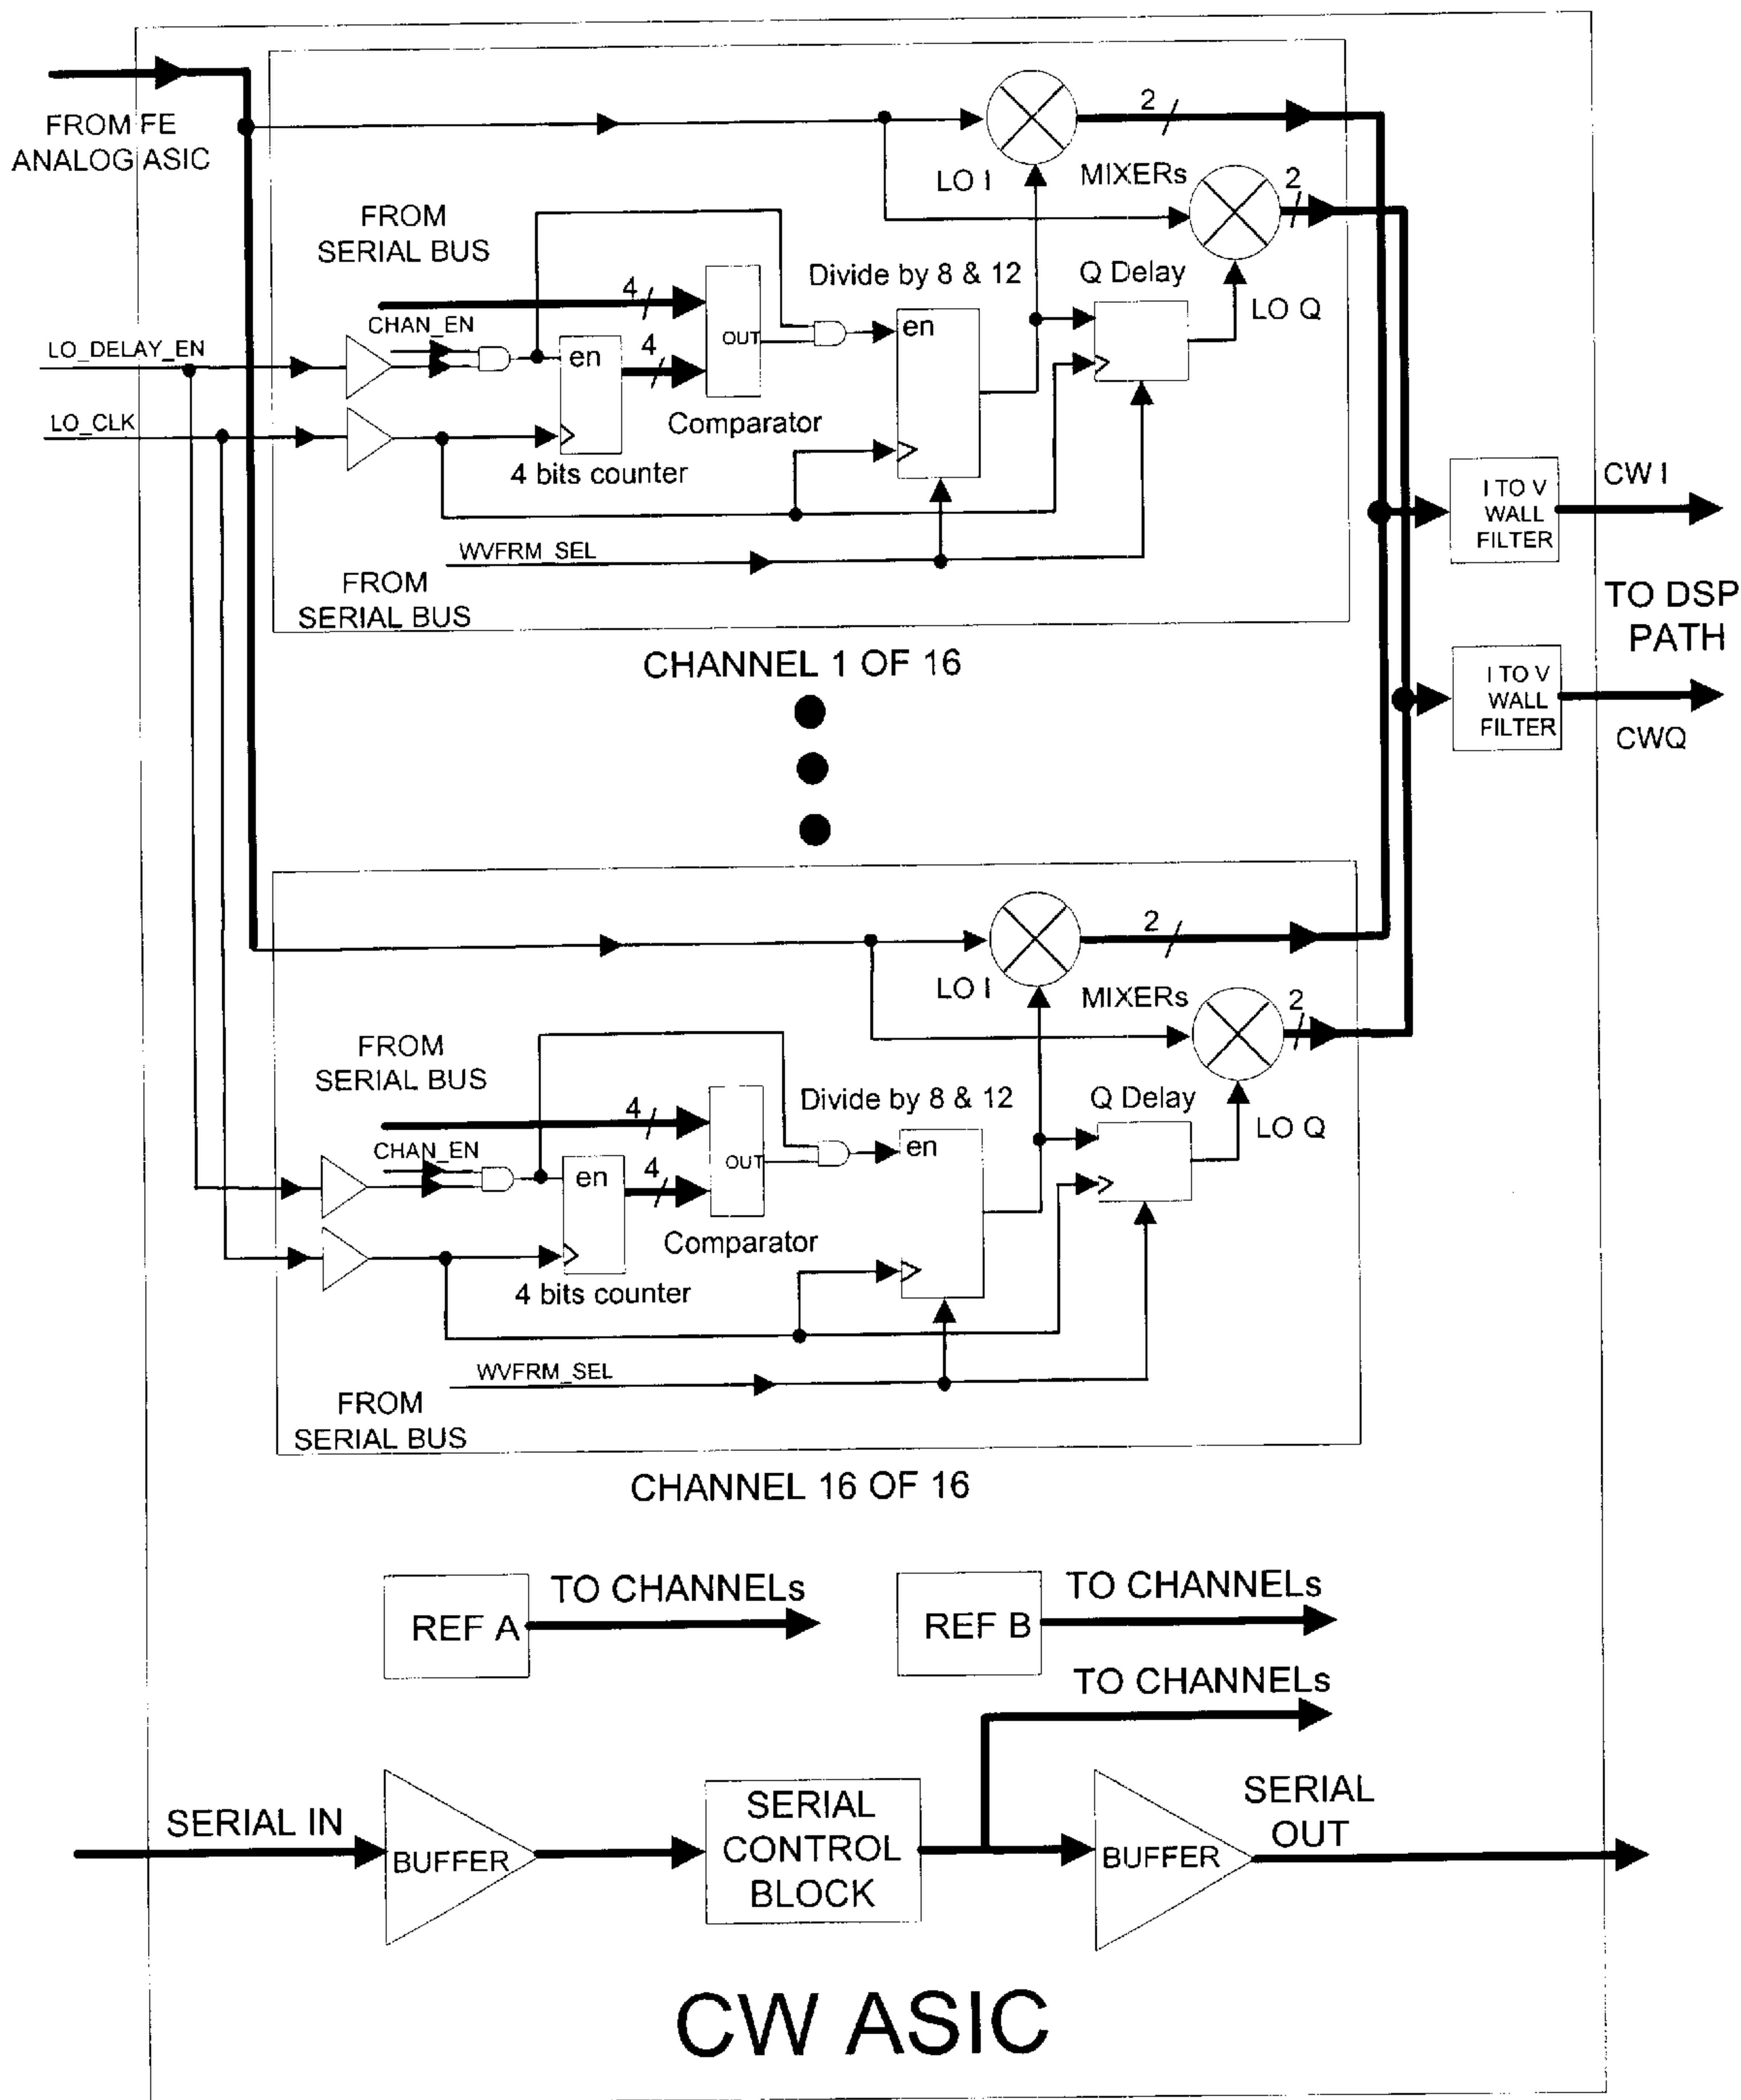 FROM FE
ANALOG ASIC
2
LO I
MIXERs
2
FROM
SERIAL BUS
Divide by 8 & 12
Q Delay
4
LO Q
CHAN_EN
OUT
en
LO_DELAY_EN
en
4
LO_CLK
Comparator
4 bits counter
WVFRM_SEL
FROM
SERIAL BUS
CHANNEL 1 OF 16
I TO V
WALL
FILTER
CW I
TO DSP
PATH
I TO V
WALL
FILTER
CWQ
2
LO I
MIXERs
2
FROM
SERIAL BUS
Divide by 8 & 12
Q Delay
4
LO Q
CHAN_EN
OUT
en
en
4
Comparator
4 bits counter
WVFRM_SEL
FROM
SERIAL BUS
CHANNEL 16 OF 16
REF A
TO CHANNELs
REF B
TO CHANNELs
TO CHANNELs
SERIAL IN
BUFFER
SERIAL
CONTROL
BLOCK
BUFFER
SERIAL
OUT
CW ASIC